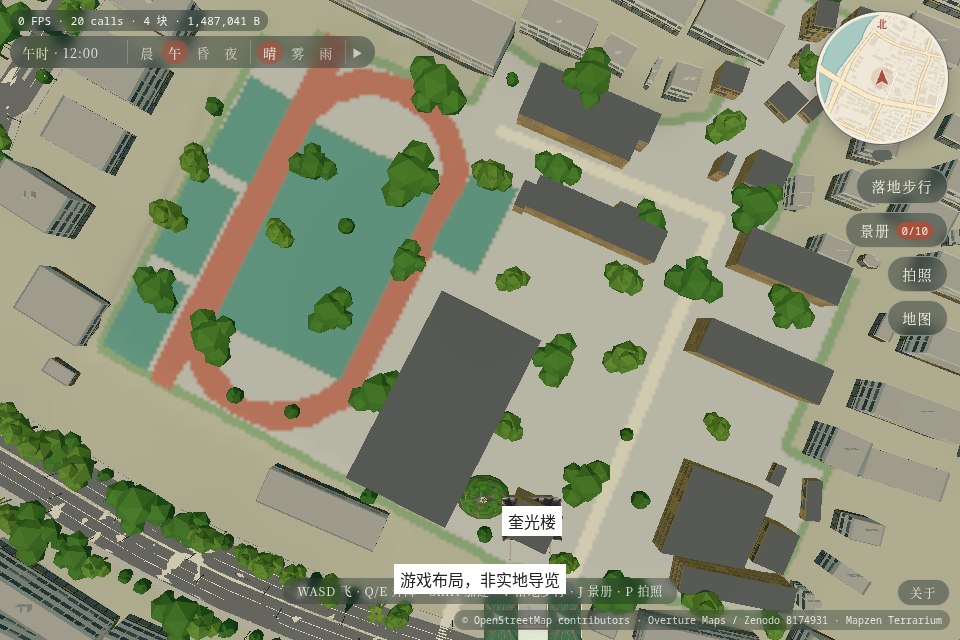 0 FPS · 20 calls · 4 块 · 1,487,041 B
午时 · 12:00 晨 午 昏 夜 晴 雾 雨 ▶
北
落地步行
景册 0/10
拍照
地图
奎光楼
游戏布局，非实地导览
WASD 飞 · Q/E
J 景册 · P 拍照
关于
© OpenStreetMap contributors · Overture Maps / Zenodo 8174931 · Mapzen Terrarium